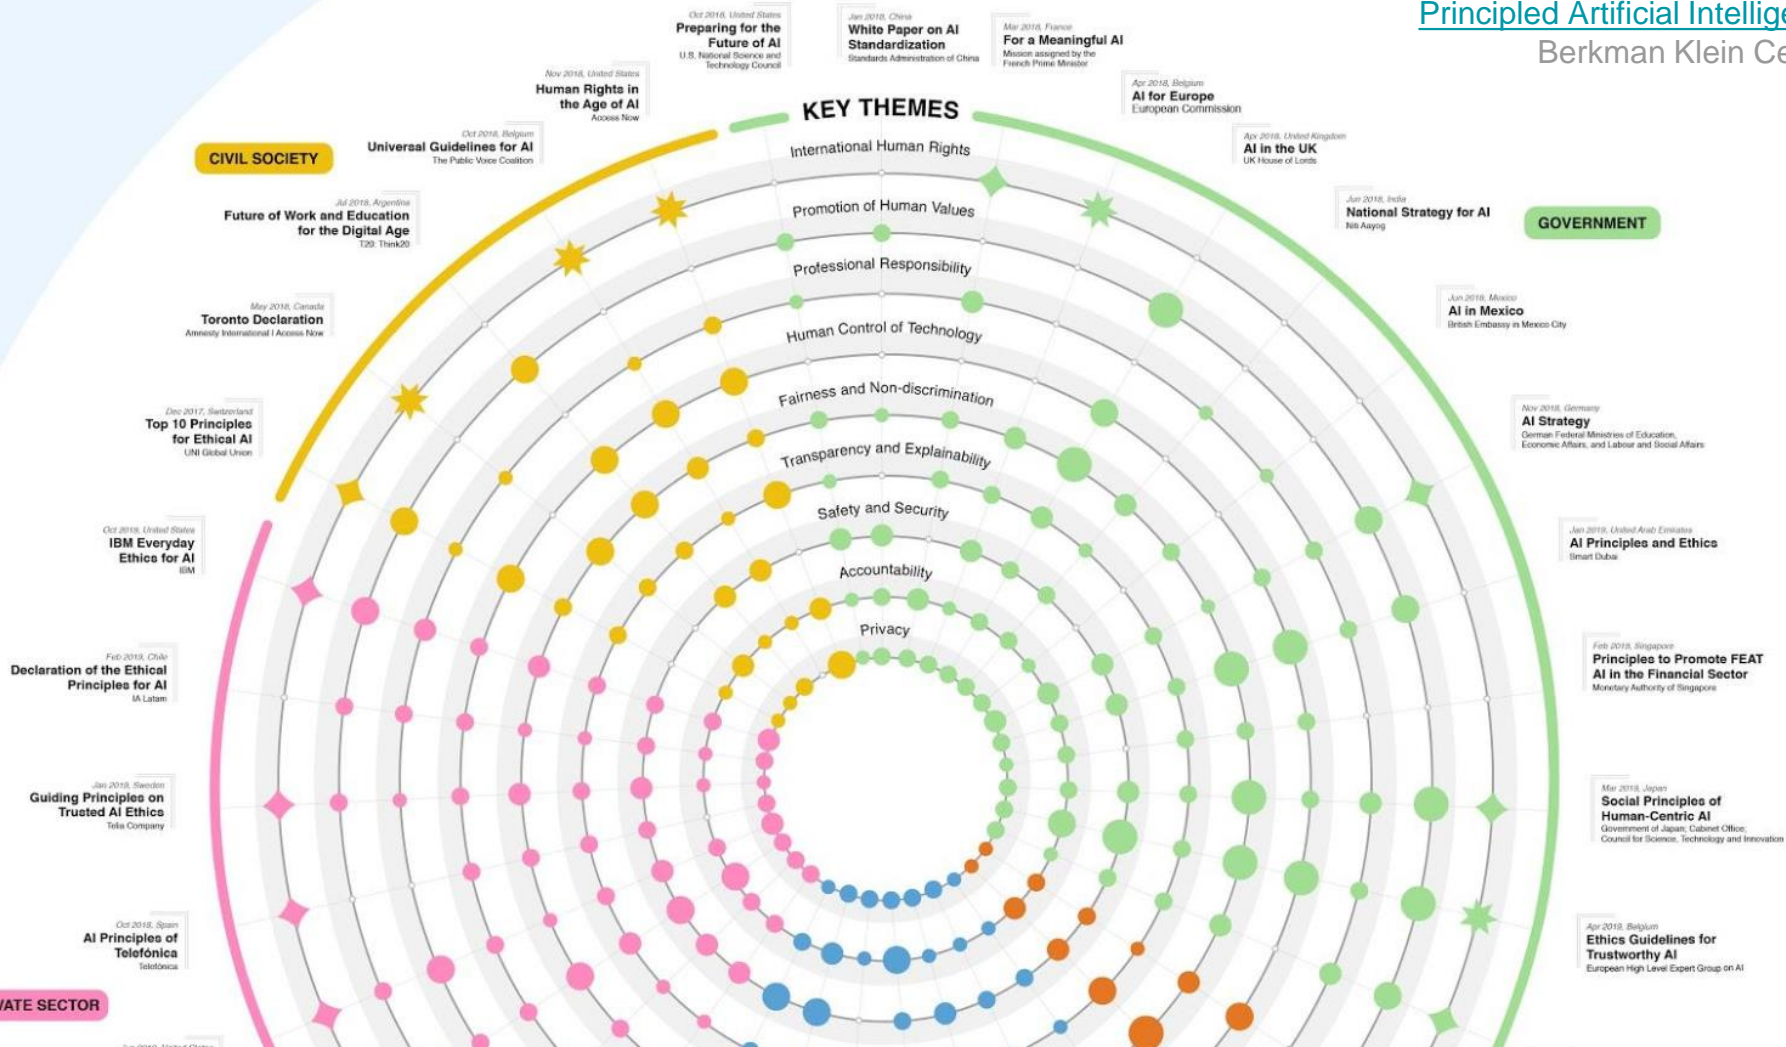 Principled Artificial Intellige
Berkman Klein Ce
KEY THEMES
International Human Rights
Promotion of Human Values
Professional Responsibility
Human Control of Technology
Fairness and Non-discrimination
Transparency and Explainability
Safety and Security
Accountability
Privacy
Oct 2016, United States
Preparing for the
Future of AI
U.S. National Science and
Technology Council
Jan 2018, China
White Paper on AI
Standardization
Standards Administration of China
Mar 2018, France
For a Meaningful AI
Mission assigned by the
French Prime Minister
Apr 2018, Belgium
AI for Europe
European Commission
Apr 2018, United Kingdom
AI in the UK
UK House of Lords
Jun 2018, India
National Strategy for AI
Niti Aayog
GOVERNMENT
Jun 2018, Mexico
AI in Mexico
British Embassy in Mexico City
Nov 2018, Germany
AI Strategy
German Federal Ministries of Education,
Economic Affairs, and Labour and Social Affairs
Jan 2019, United Arab Emirates
AI Principles and Ethics
Smart Dubai
Feb 2019, Singapore
Principles to Promote FEAT
AI in the Financial Sector
Monetary Authority of Singapore
Mar 2019, Japan
Social Principles of
Human-Centric AI
Government of Japan; Cabinet Office;
Council for Science, Technology and Innovation
Apr 2019, Belgium
Ethics Guidelines for
Trustworthy AI
European High Level Expert Group on AI
Nov 2018, United States
Human Rights in
the Age of AI
Access Now
Oct 2018, Belgium
Universal Guidelines for AI
The Public Voice Coalition
CIVIL SOCIETY
Jul 2018, Argentina
Future of Work and Education
for the Digital Age
T20: Think20
May 2018, Canada
Toronto Declaration
Amnesty International | Access Now
Dec 2017, Switzerland
Top 10 Principles
for Ethical AI
UNI Global Union
Oct 2019, United States
IBM Everyday
Ethics for AI
IBM
Feb 2019, Chile
Declaration of the Ethical
Principles for AI
IA Latam
Jan 2019, Sweden
Guiding Principles on
Trusted AI Ethics
Telia Company
Oct 2018, Spain
AI Principles of
Telefónica
Telefónica
VATE SECTOR